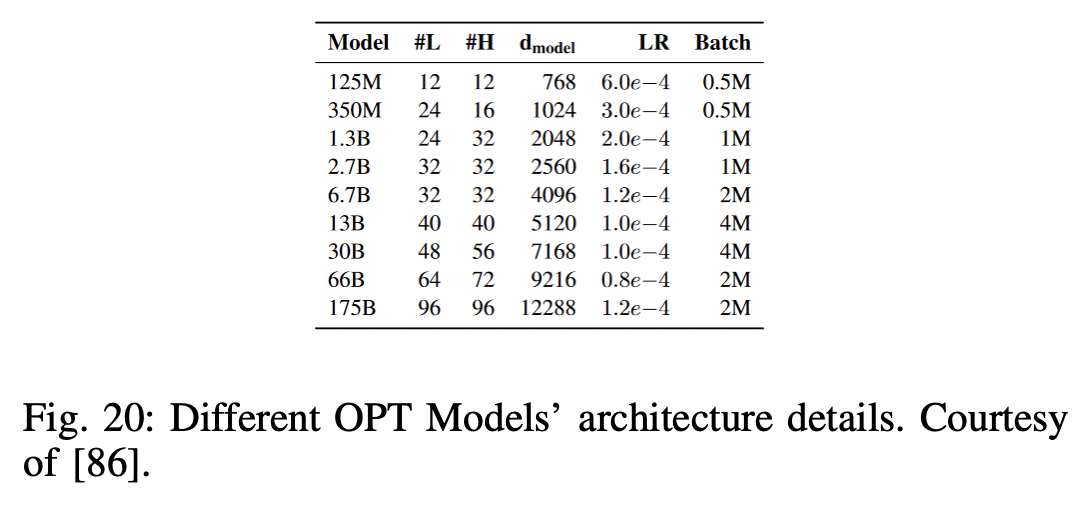 Model #L #H dmodel LR Batch
125M 12 12 768 6.0e−4 0.5M
350M 24 16 1024 3.0e−4 0.5M
1.3B 24 32 2048 2.0e−4 1M
2.7B 32 32 2560 1.6e−4 1M
6.7B 32 32 4096 1.2e−4 2M
13B 40 40 5120 1.0e−4 4M
30B 48 56 7168 1.0e−4 4M
66B 64 72 9216 0.8e−4 2M
175B 96 96 12288 1.2e−4 2M
Fig. 20: Different OPT Models’ architecture details. Courtesy
of [86].